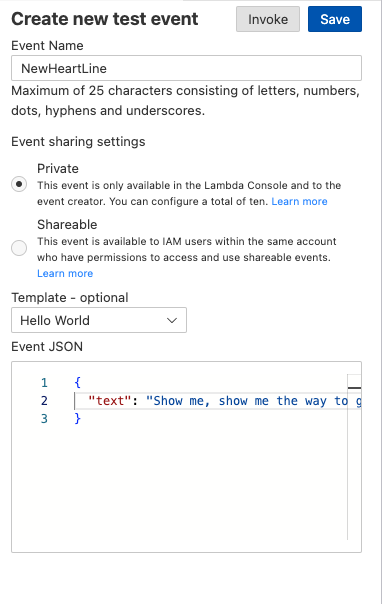 Create new test event
Invoke
Save
Event Name
NewHeartLine
Maximum of 25 characters consisting of letters, numbers,
dots, hyphens and underscores.
Event sharing settings
Private
This event is only available in the Lambda Console and to the
event creator. You can configure a total of ten. Learn more
Shareable
This event is available to IAM users within the same account
who have permissions to access and use shareable events.
Learn more
Template - optional
Hello World
Event JSON
1 {
2 "text": "Show me, show me the way to g
3 }